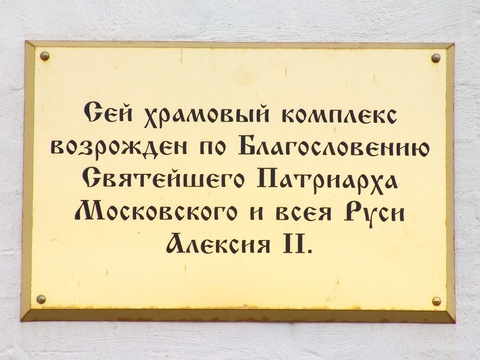 Сей храмовый комплекс
возрожден по Благословению
Святейшего Патриарха
Московского и всея Руси
Алексия II.